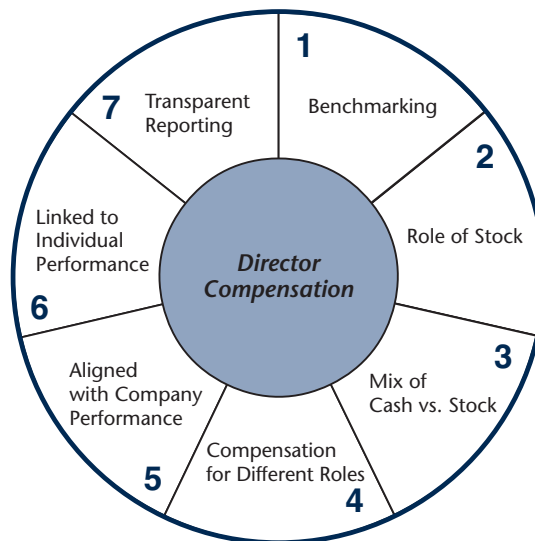 1
Benchmarking
2
Role of Stock
3
Mix of
Cash vs. Stock
4
Compensation
for Different Roles
5
Aligned
with Company
Performance
6
Linked to
Individual
Performance
7
Transparent
Reporting
Director
Compensation